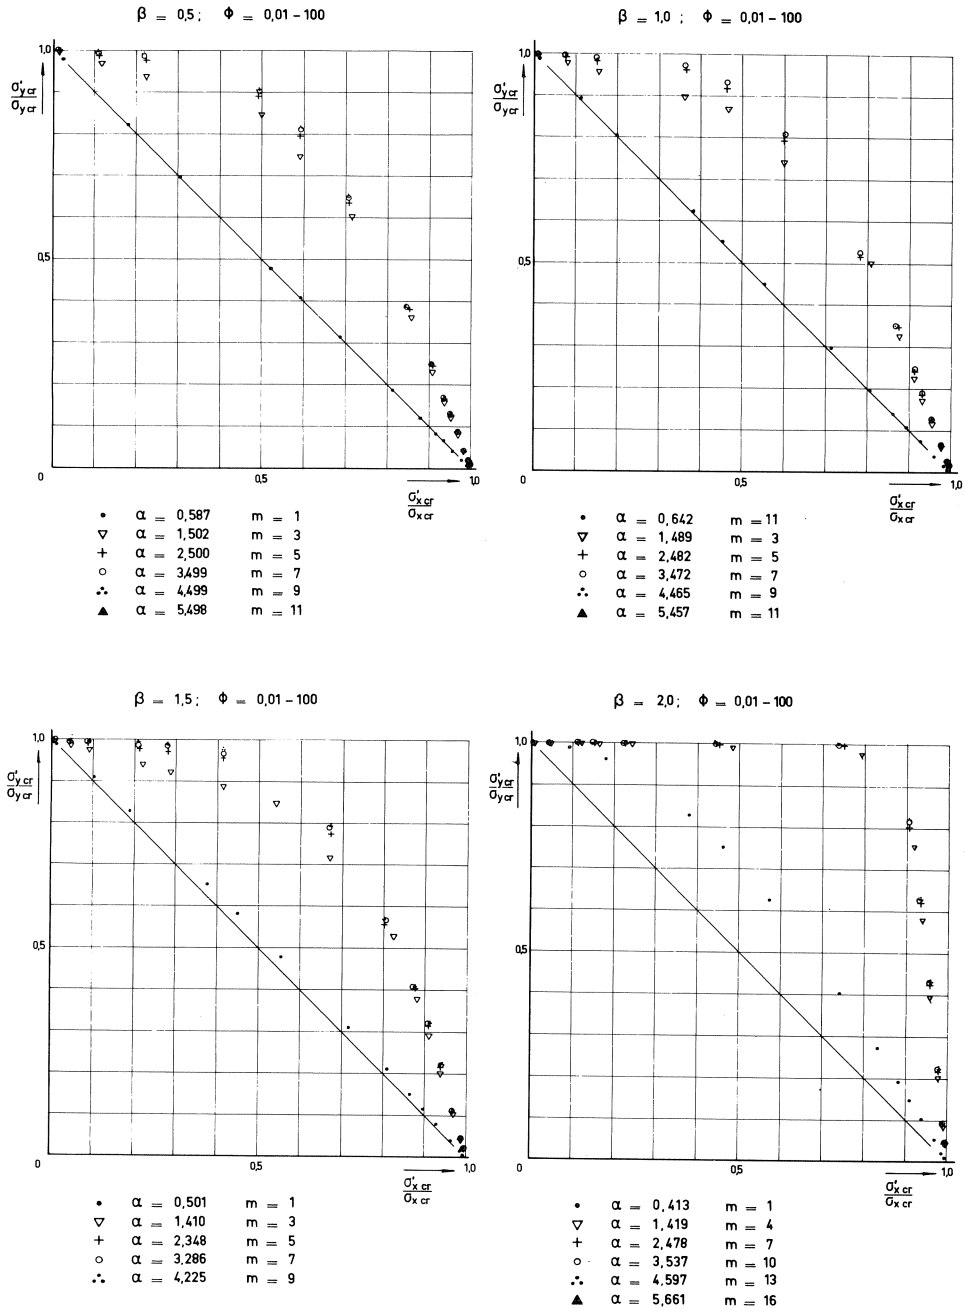 β = 0,5 ; Φ = 0,01 – 100
1,0
σ'y cr
σy cr
0,5
0
0,5
1,0
σ'x cr
σx cr
● α = 0,587 m = 1
▽ α = 1,502 m = 3
+ α = 2,500 m = 5
○ α = 3,499 m = 7
∴ α = 4,499 m = 9
▲ α = 5,498 m = 11
β = 1,0 ; Φ = 0,01 – 100
1,0
σ'y cr
σy cr
0,5
0
0,5
1,0
σ'x cr
σx cr
● α = 0,642 m = 11
▽ α = 1,489 m = 3
+ α = 2,482 m = 5
○ α = 3,472 m = 7
∴ α = 4,465 m = 9
▲ α = 5,457 m = 11
β = 1,5 ; Φ = 0,01 – 100
1,0
σ'y cr
σy cr
0,5
0
0,5
1,0
σ'x cr
σx cr
● α = 0,501 m = 1
▽ α = 1,410 m = 3
+ α = 2,348 m = 5
○ α = 3,286 m = 7
∴ α = 4,225 m = 9
β = 2,0 ; Φ = 0,01 – 100
1,0
σ'y cr
σy cr
0,5
0
0,5
1,0
σ'x cr
σx cr
● α = 0,413 m = 1
▽ α = 1,419 m = 4
+ α = 2,478 m = 7
○ α = 3,537 m = 10
∴ α = 4,597 m = 13
▲ α = 5,661 m = 16